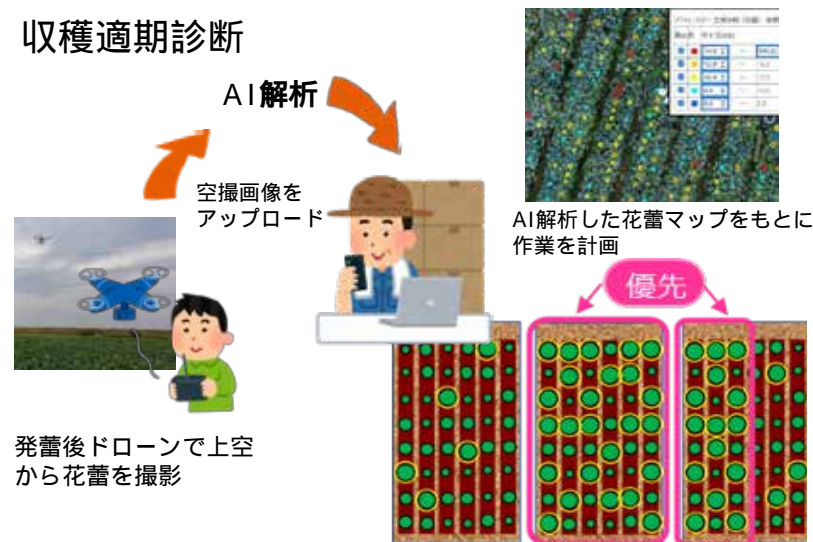 収穫適期診断
AI解析
空撮画像を
アップロード
AI解析した花蕾マップをもとに
作業を計画
優先
発蕾後ドローンで上空
から花蕾を撮影